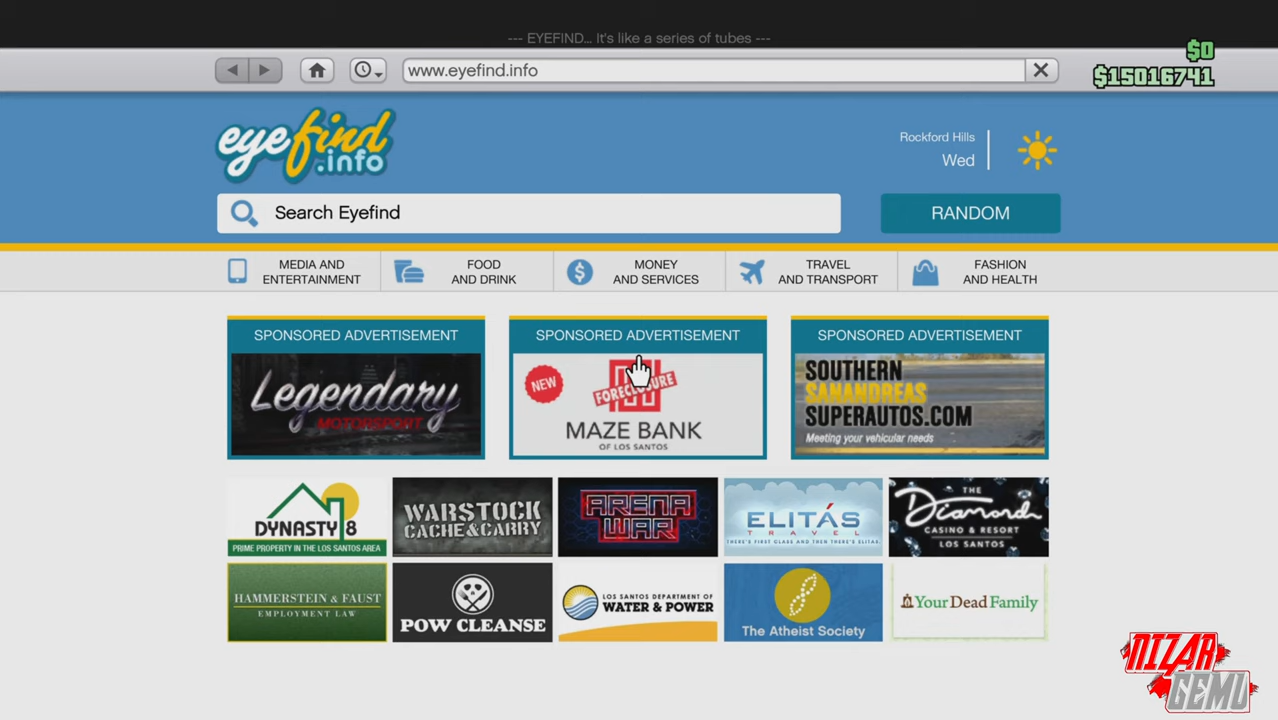 --- EYEFIND... It's like a series of tubes ---
www.eyefind.info
$0
$15016741
eyefind
.info
Rockford Hills
Wed
Search Eyefind
RANDOM
MEDIA AND
ENTERTAINMENT
FOOD
AND DRINK
MONEY
AND SERVICES
TRAVEL
AND TRANSPORT
FASHION
AND HEALTH
SPONSORED ADVERTISEMENT
Legendary
MOTORSPORT
SPONSORED ADVERTISEMENT
NEW
FORECLOSURE
MAZE BANK
OF LOS SANTOS
SPONSORED ADVERTISEMENT
SOUTHERN
SANANDREAS
SUPERAUTOS.COM
Meeting your vehicular needs
DYNASTY 8
PRIME PROPERTY IN THE LOS SANTOS AREA
WARSTOCK
CACHE&CARRY
ARENA
WAR
ELITÁS
TRAVEL
THERE'S FIRST CLASS AND THEN THERE'S ELITAS.
THE
Diamond
CASINO & RESORT
LOS SANTOS
HAMMERSTEIN & FAUST
EMPLOYMENT LAW
POW CLEANSE
LOS SANTOS DEPARTMENT OF
WATER & POWER
The Atheist Society
Your Dead Family
NIZAR
GEMU